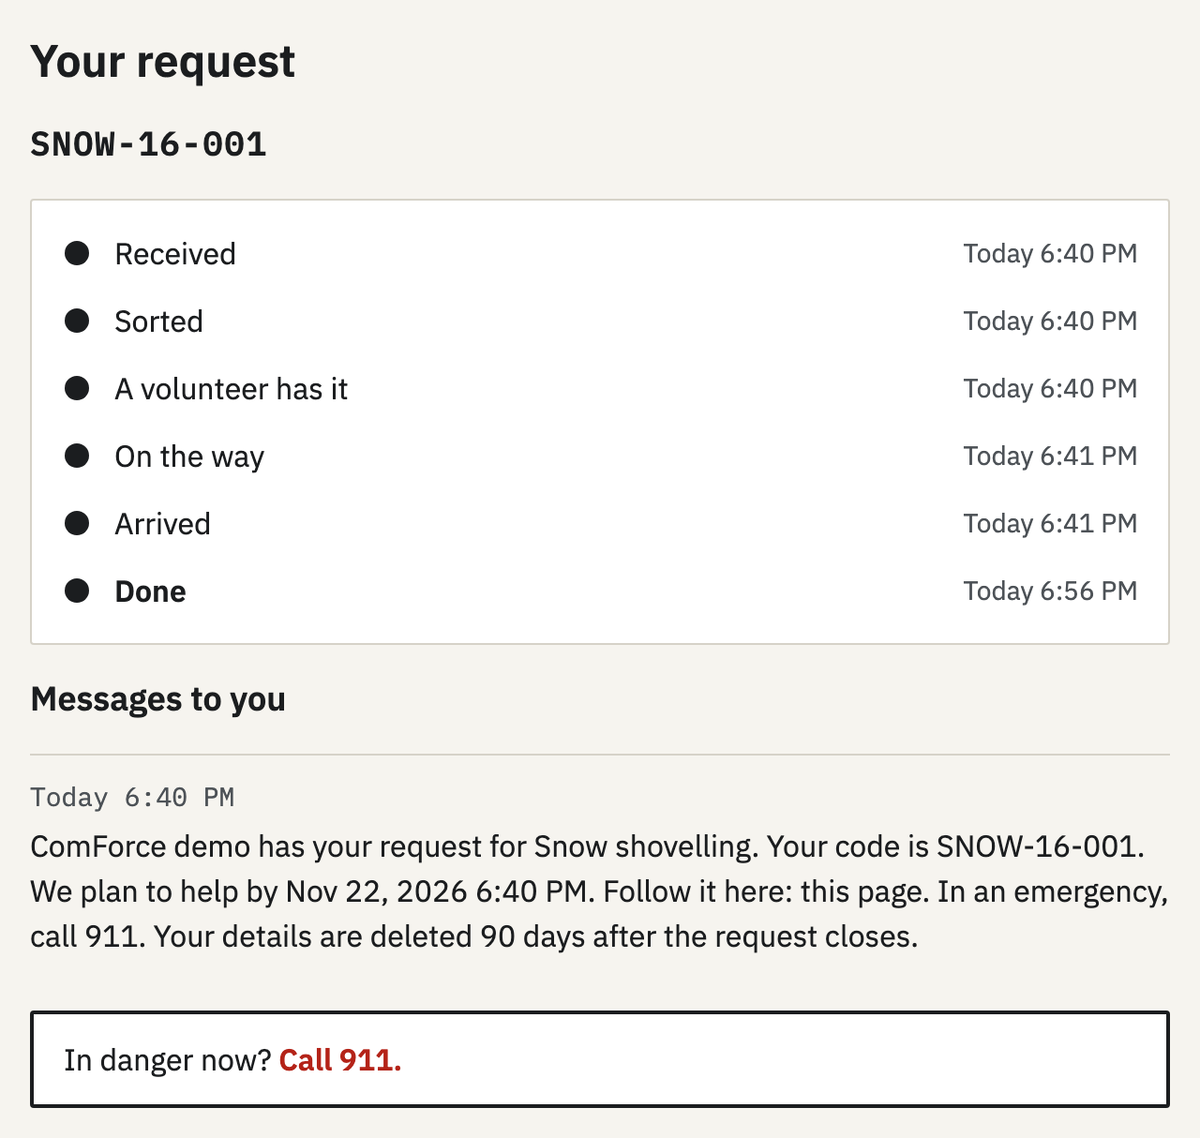 Your request
SNOW-16-001
Received Today 6:40 PM
Sorted Today 6:40 PM
A volunteer has it Today 6:40 PM
On the way Today 6:41 PM
Arrived Today 6:41 PM
Done Today 6:56 PM
Messages to you
Today 6:40 PM
ComForce demo has your request for Snow shovelling. Your code is SNOW-16-001.
We plan to help by Nov 22, 2026 6:40 PM. Follow it here: this page. In an emergency,
call 911. Your details are deleted 90 days after the request closes.
In danger now? Call 911.